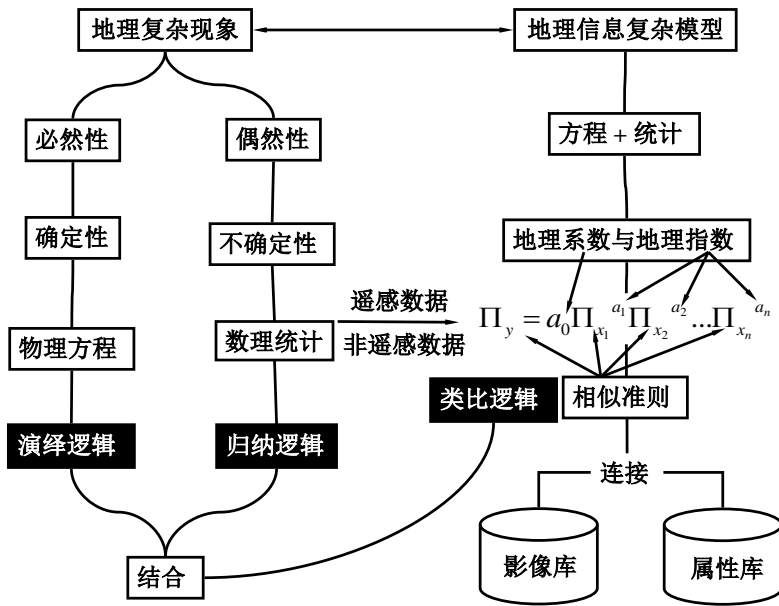 地理复杂现象
地理信息复杂模型
必然性
偶然性
方程 + 统计
确定性
不确定性
地理系数与地理指数
遥感数据
Π_y = a_0 Π_{x_1}^{a_1} Π_{x_2}^{a_2} ... Π_{x_n}^{a_n}
物理方程
数理统计
非遥感数据
类比逻辑
相似准则
演绎逻辑
归纳逻辑
连接
影像库
属性库
结合